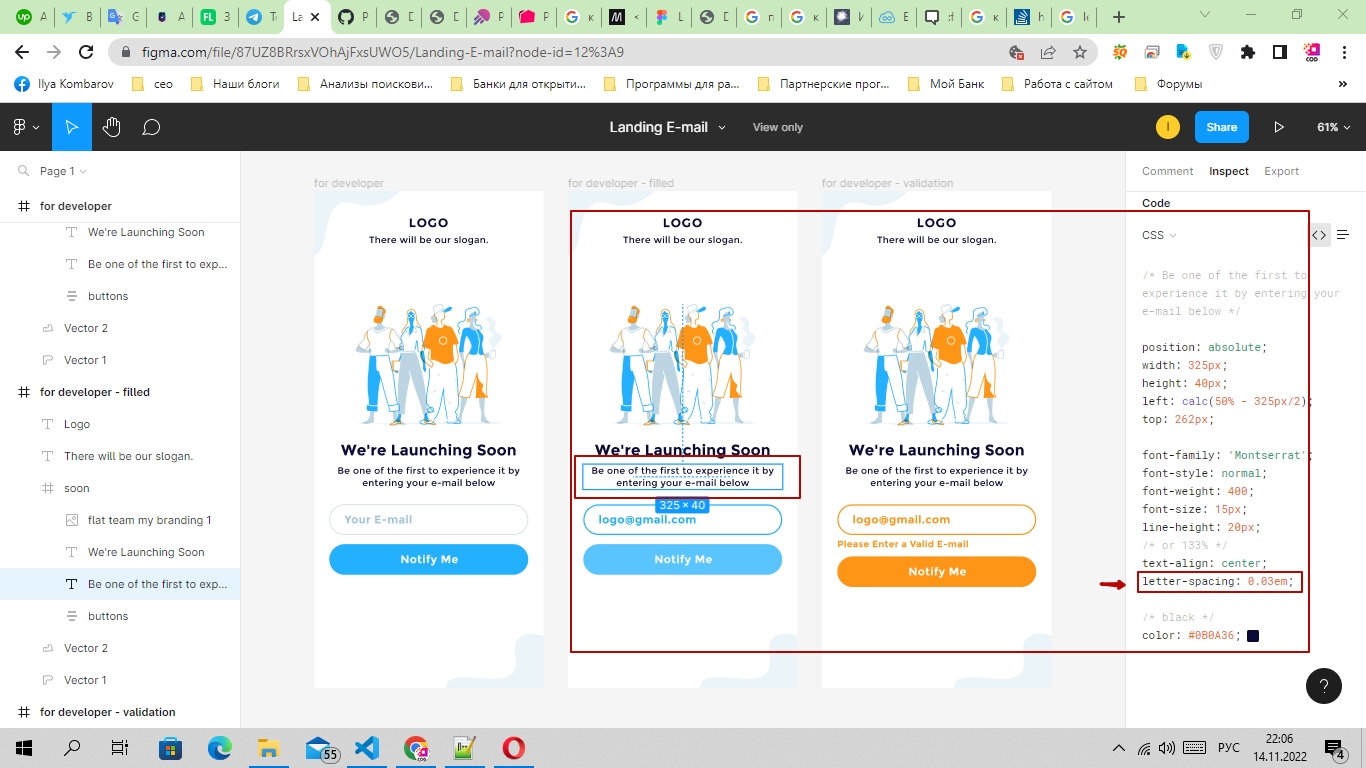 up
A
B
G
A
FL
3
Te
La
P
D
D
P
P
к
M
<
L
D
п
к
И
E
:f
к
h
le
figma.com/file/87UZ8BRrsxVOhAjFxsUWO5/Landing-E-mail?node-id=12%3A9
Ilya Kombarov
сео
Наши блоги
Анализы поискови...
Банки для открыти...
Программы для ра...
Партнерские прог...
Мой Банк
Работа с сайтом
Форумы
»
Landing E-mail
View only
I
Share
61%
Page 1
for developer
We're Launching Soon
Be one of the first to exp...
buttons
Vector 2
Vector 1
for developer - filled
Logo
There will be our slogan.
soon
flat team my branding 1
We're Launching Soon
Be one of the first to exp...
buttons
Vector 2
Vector 1
for developer - validation
for developer
LOGO
There will be our slogan.
We're Launching Soon
Be one of the first to experience it by
entering your e-mail below
Your E-mail
Notify Me
for developer - filled
LOGO
There will be our slogan.
We're Launching Soon
Be one of the first to experience it by
entering your e-mail below
325 × 40
logo@gmail.com
Notify Me
for developer - validation
LOGO
There will be our slogan.
We're Launching Soon
Be one of the first to experience it by
entering your e-mail below
logo@gmail.com
Please Enter a Valid E-mail
Notify Me
Comment
Inspect
Export
Code
CSS
/* Be one of the first to
experience it by entering your
e-mail below */
position: absolute;
width: 325px;
height: 40px;
left: calc(50% - 325px/2);
top: 262px;
font-family: 'Montserrat';
font-style: normal;
font-weight: 400;
font-size: 15px;
line-height: 20px;
/* or 133% */
text-align: center;
letter-spacing: 0.03em;
/* black */
color: #0B0A36;
?
55
РУС
22:06
14.11.2022
4